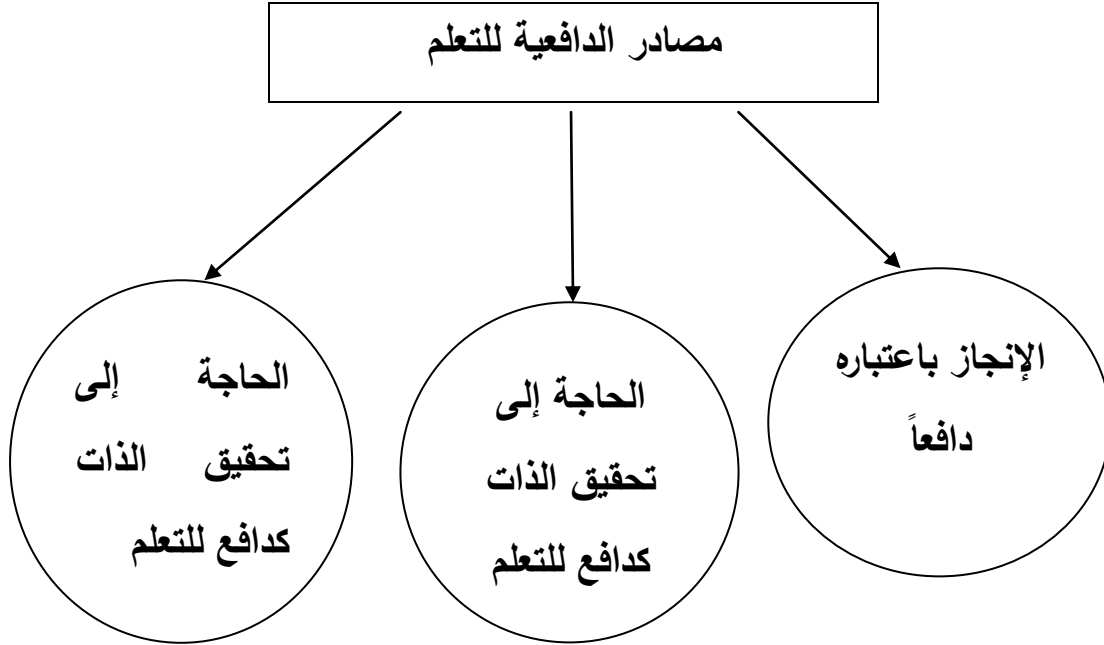 مصادر الدافعية للتعلم
الإنجاز باعتباره
دافعاً
الحاجة إلى
تحقيق الذات
كدافع للتعلم
الحاجة إلى
تحقيق الذات
كدافع للتعلم